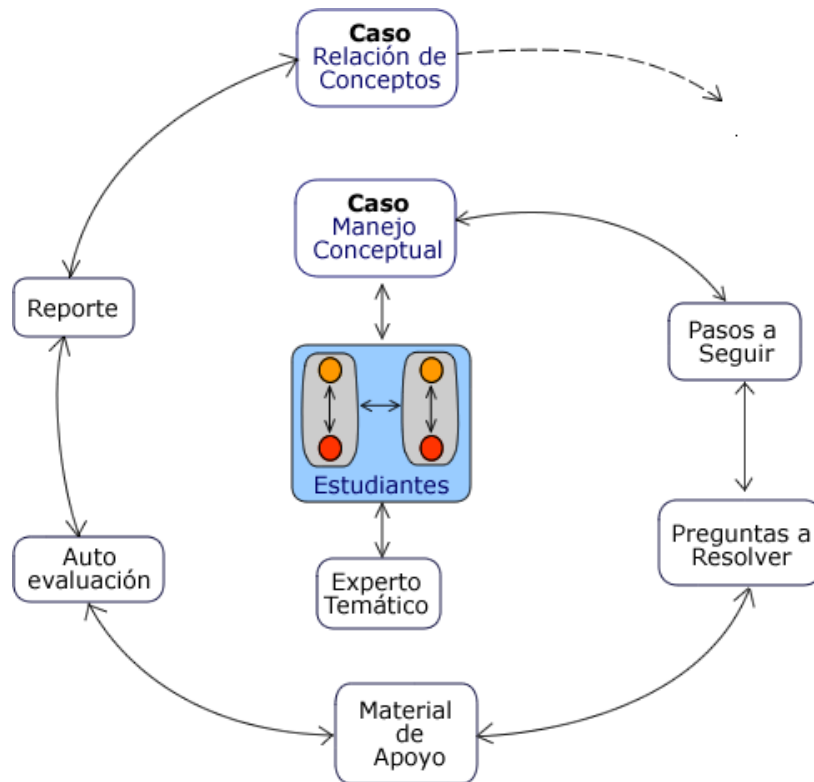 Caso
Relación de
Conceptos
Caso
Manejo
Conceptual
Reporte
Pasos a
Seguir
Estudiantes
Preguntas a
Resolver
Auto
evaluación
Experto
Temático
Material
de
Apoyo